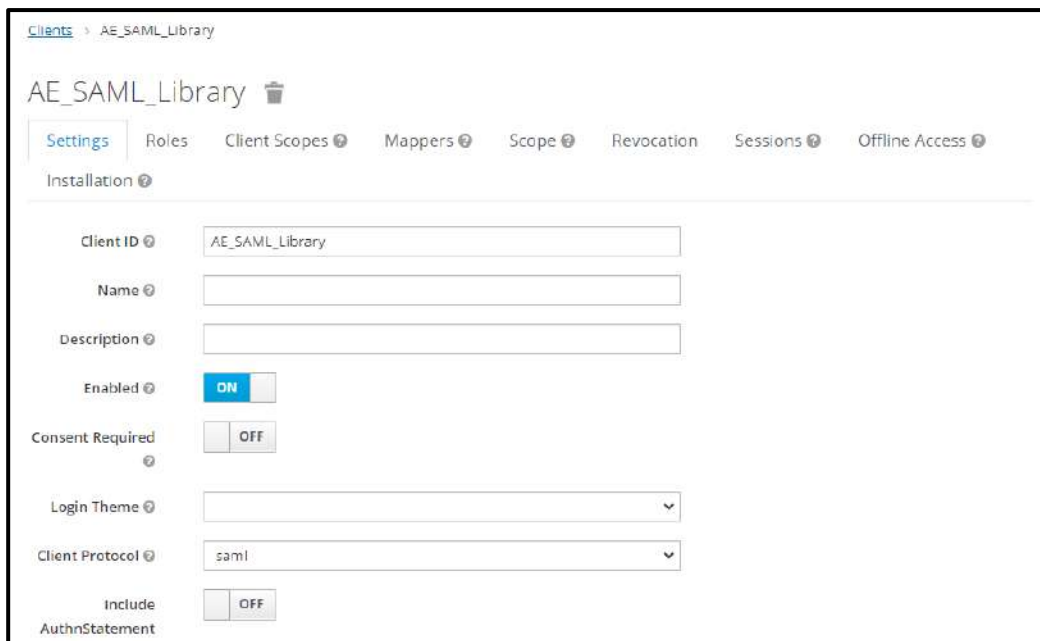 Clients > AE_SAML_Library
AE_SAML_Library
Settings Roles Client Scopes Mappers Scope Revocation Sessions Offline Access
Installation
Client ID AE_SAML_Library
Name
Description
Enabled ON
Consent Required OFF
Login Theme
Client Protocol saml
Include OFF
AuthnStatement